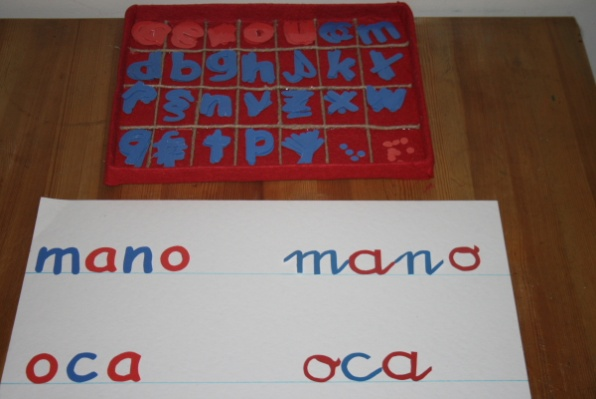 o u m
d b g h k
n v z x w
q f t p
mano mano
oca oca